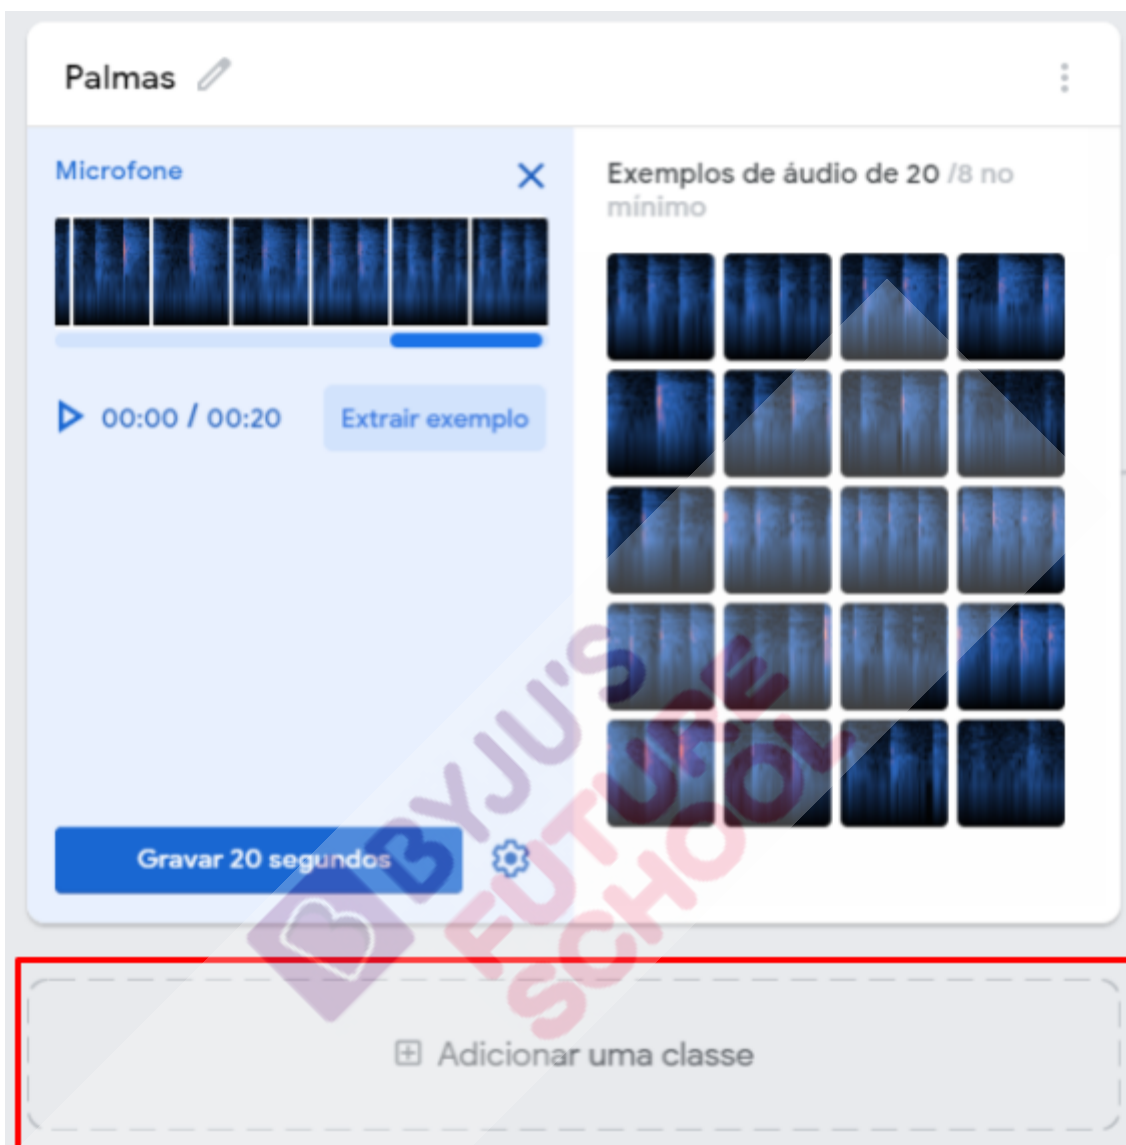 Palmas
Microfone
Exemplos de áudio de 20 /8 no
mínimo
00:00 / 00:20
Extrair exemplo
Gravar 20 segundos
BYJU'S
FUTURE
SCHOOL
Adicionar uma classe